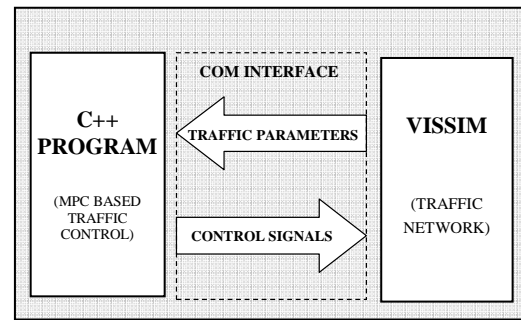 C++
PROGRAM
(MPC BASED
TRAFFIC
CONTROL)
COM INTERFACE
TRAFFIC PARAMETERS
CONTROL SIGNALS
VISSIM
(TRAFFIC
NETWORK)